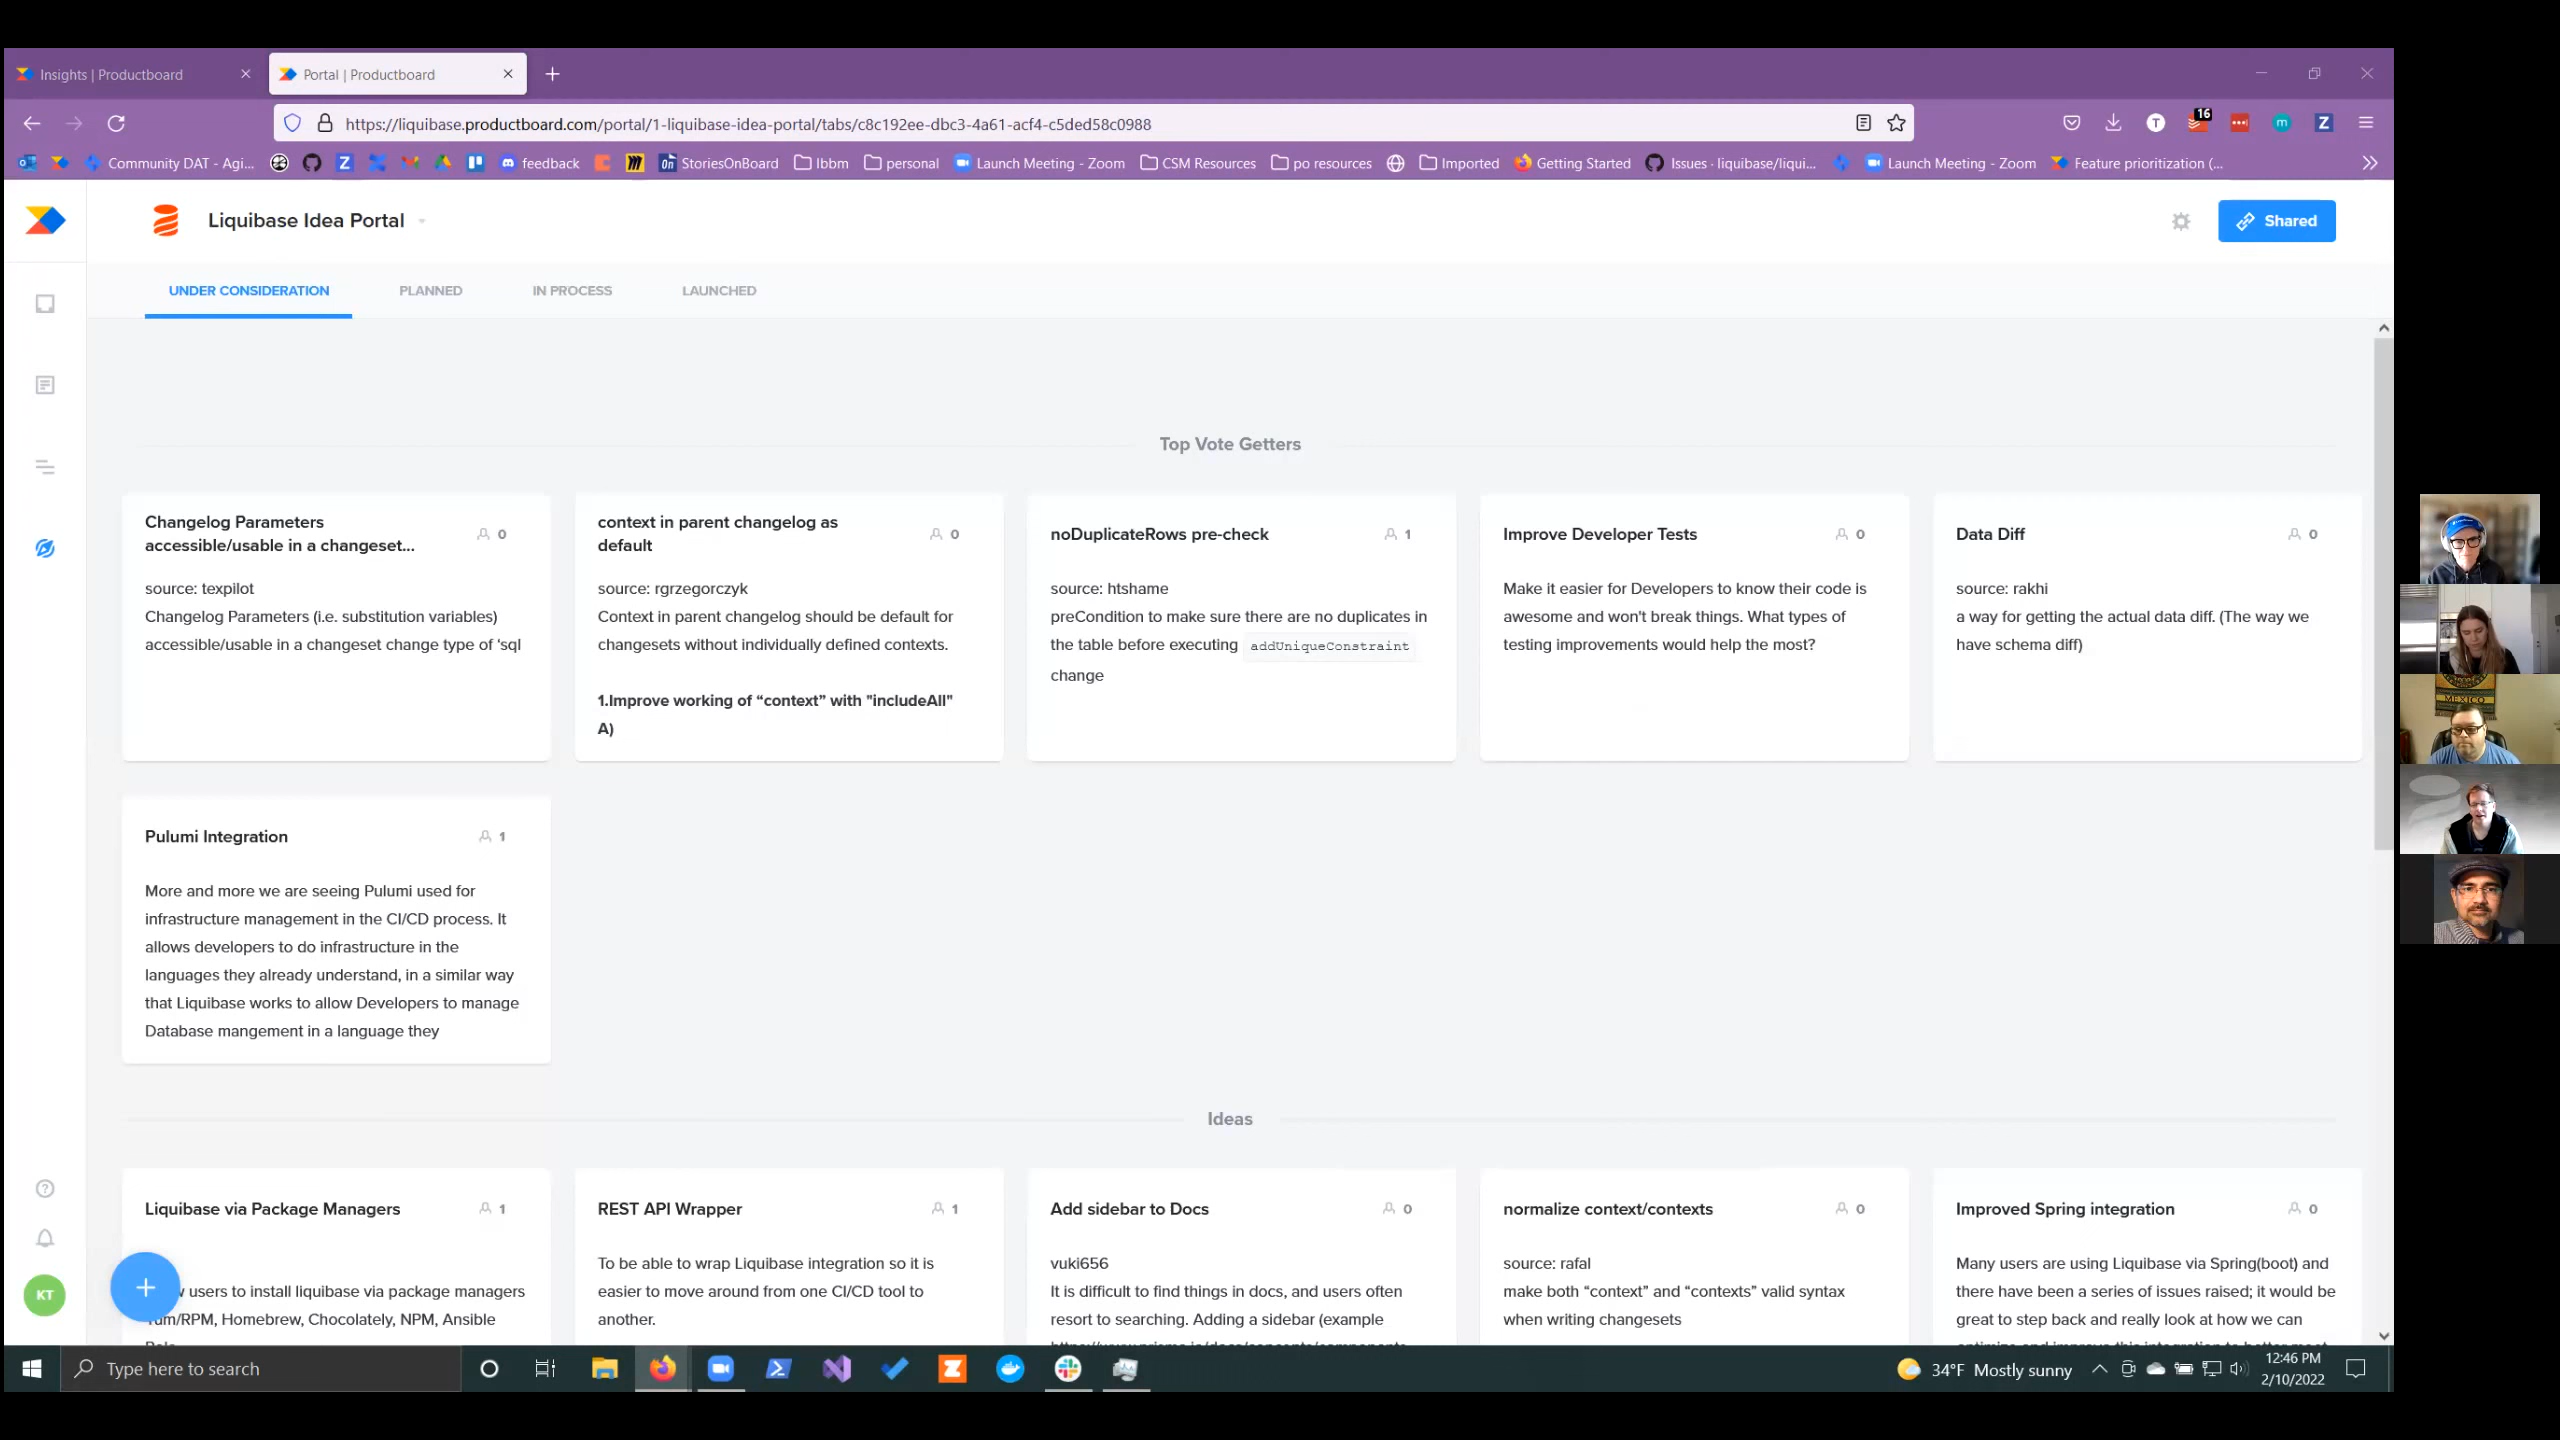 Insights | Productboard
Portal | Productboard
https://liquibase.productboard.com/portal/1-liquibase-idea-portal/tabs/c8c192ee-dbc3-4a61-acf4-c5ded58c0988
16
T
m
Z
Community DAT - Agi...
Z
feedback
StoriesOnBoard
lbbm
personal
Launch Meeting - Zoom
CSM Resources
po resources
Imported
Getting Started
Issues · liquibase/liqui...
Launch Meeting - Zoom
Feature prioritization (...
Liquibase Idea Portal
Shared
UNDER CONSIDERATION
PLANNED
IN PROCESS
LAUNCHED
Top Vote Getters
Changelog Parameters
accessible/usable in a changeset...
0
source: texpilot
Changelog Parameters (i.e. substitution variables)
accessible/usable in a changeset change type of ‘sql
context in parent changelog as
default
0
source: rgrzegorczyk
Context in parent changelog should be default for
changesets without individually defined contexts.
1.Improve working of “context” with "includeAll"
A)
noDuplicateRows pre-check
1
source: htshame
preCondition to make sure there are no duplicates in
the table before executing addUniqueConstraint
change
Improve Developer Tests
0
Make it easier for Developers to know their code is
awesome and won't break things. What types of
testing improvements would help the most?
Data Diff
0
source: rakhi
a way for getting the actual data diff. (The way we
have schema diff)
Pulumi Integration
1
More and more we are seeing Pulumi used for
infrastructure management in the CI/CD process. It
allows developers to do infrastructure in the
languages they already understand, in a similar way
that Liquibase works to allow Developers to manage
Database mangement in a language they
Ideas
Liquibase via Package Managers
1
users to install liquibase via package managers
Yum/RPM, Homebrew, Chocolately, NPM, Ansible
REST API Wrapper
1
To be able to wrap Liquibase integration so it is
easier to move around from one CI/CD tool to
another.
Add sidebar to Docs
0
vuki656
It is difficult to find things in docs, and users often
resort to searching. Adding a sidebar (example
normalize context/contexts
0
source: rafal
make both “context” and “contexts” valid syntax
when writing changesets
Improved Spring integration
0
Many users are using Liquibase via Spring(boot) and
there have been a series of issues raised; it would be
great to step back and really look at how we can
KT
MEXICO
Type here to search
34°F Mostly sunny
12:46 PM
2/10/2022